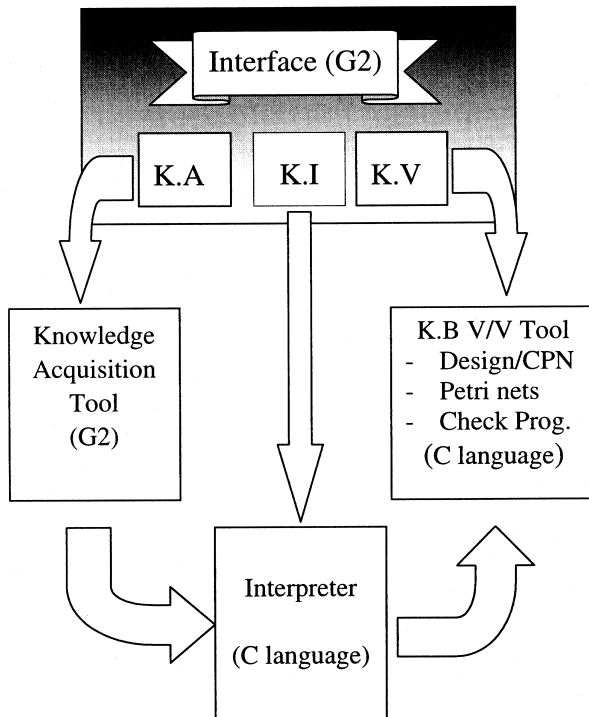 Interface (G2)
K.A
K.I
K.V
Knowledge
Acquisition
Tool
(G2)
K.B V/V Tool
- Design/CPN
- Petri nets
- Check Prog.
(C language)
Interpreter
(C language)